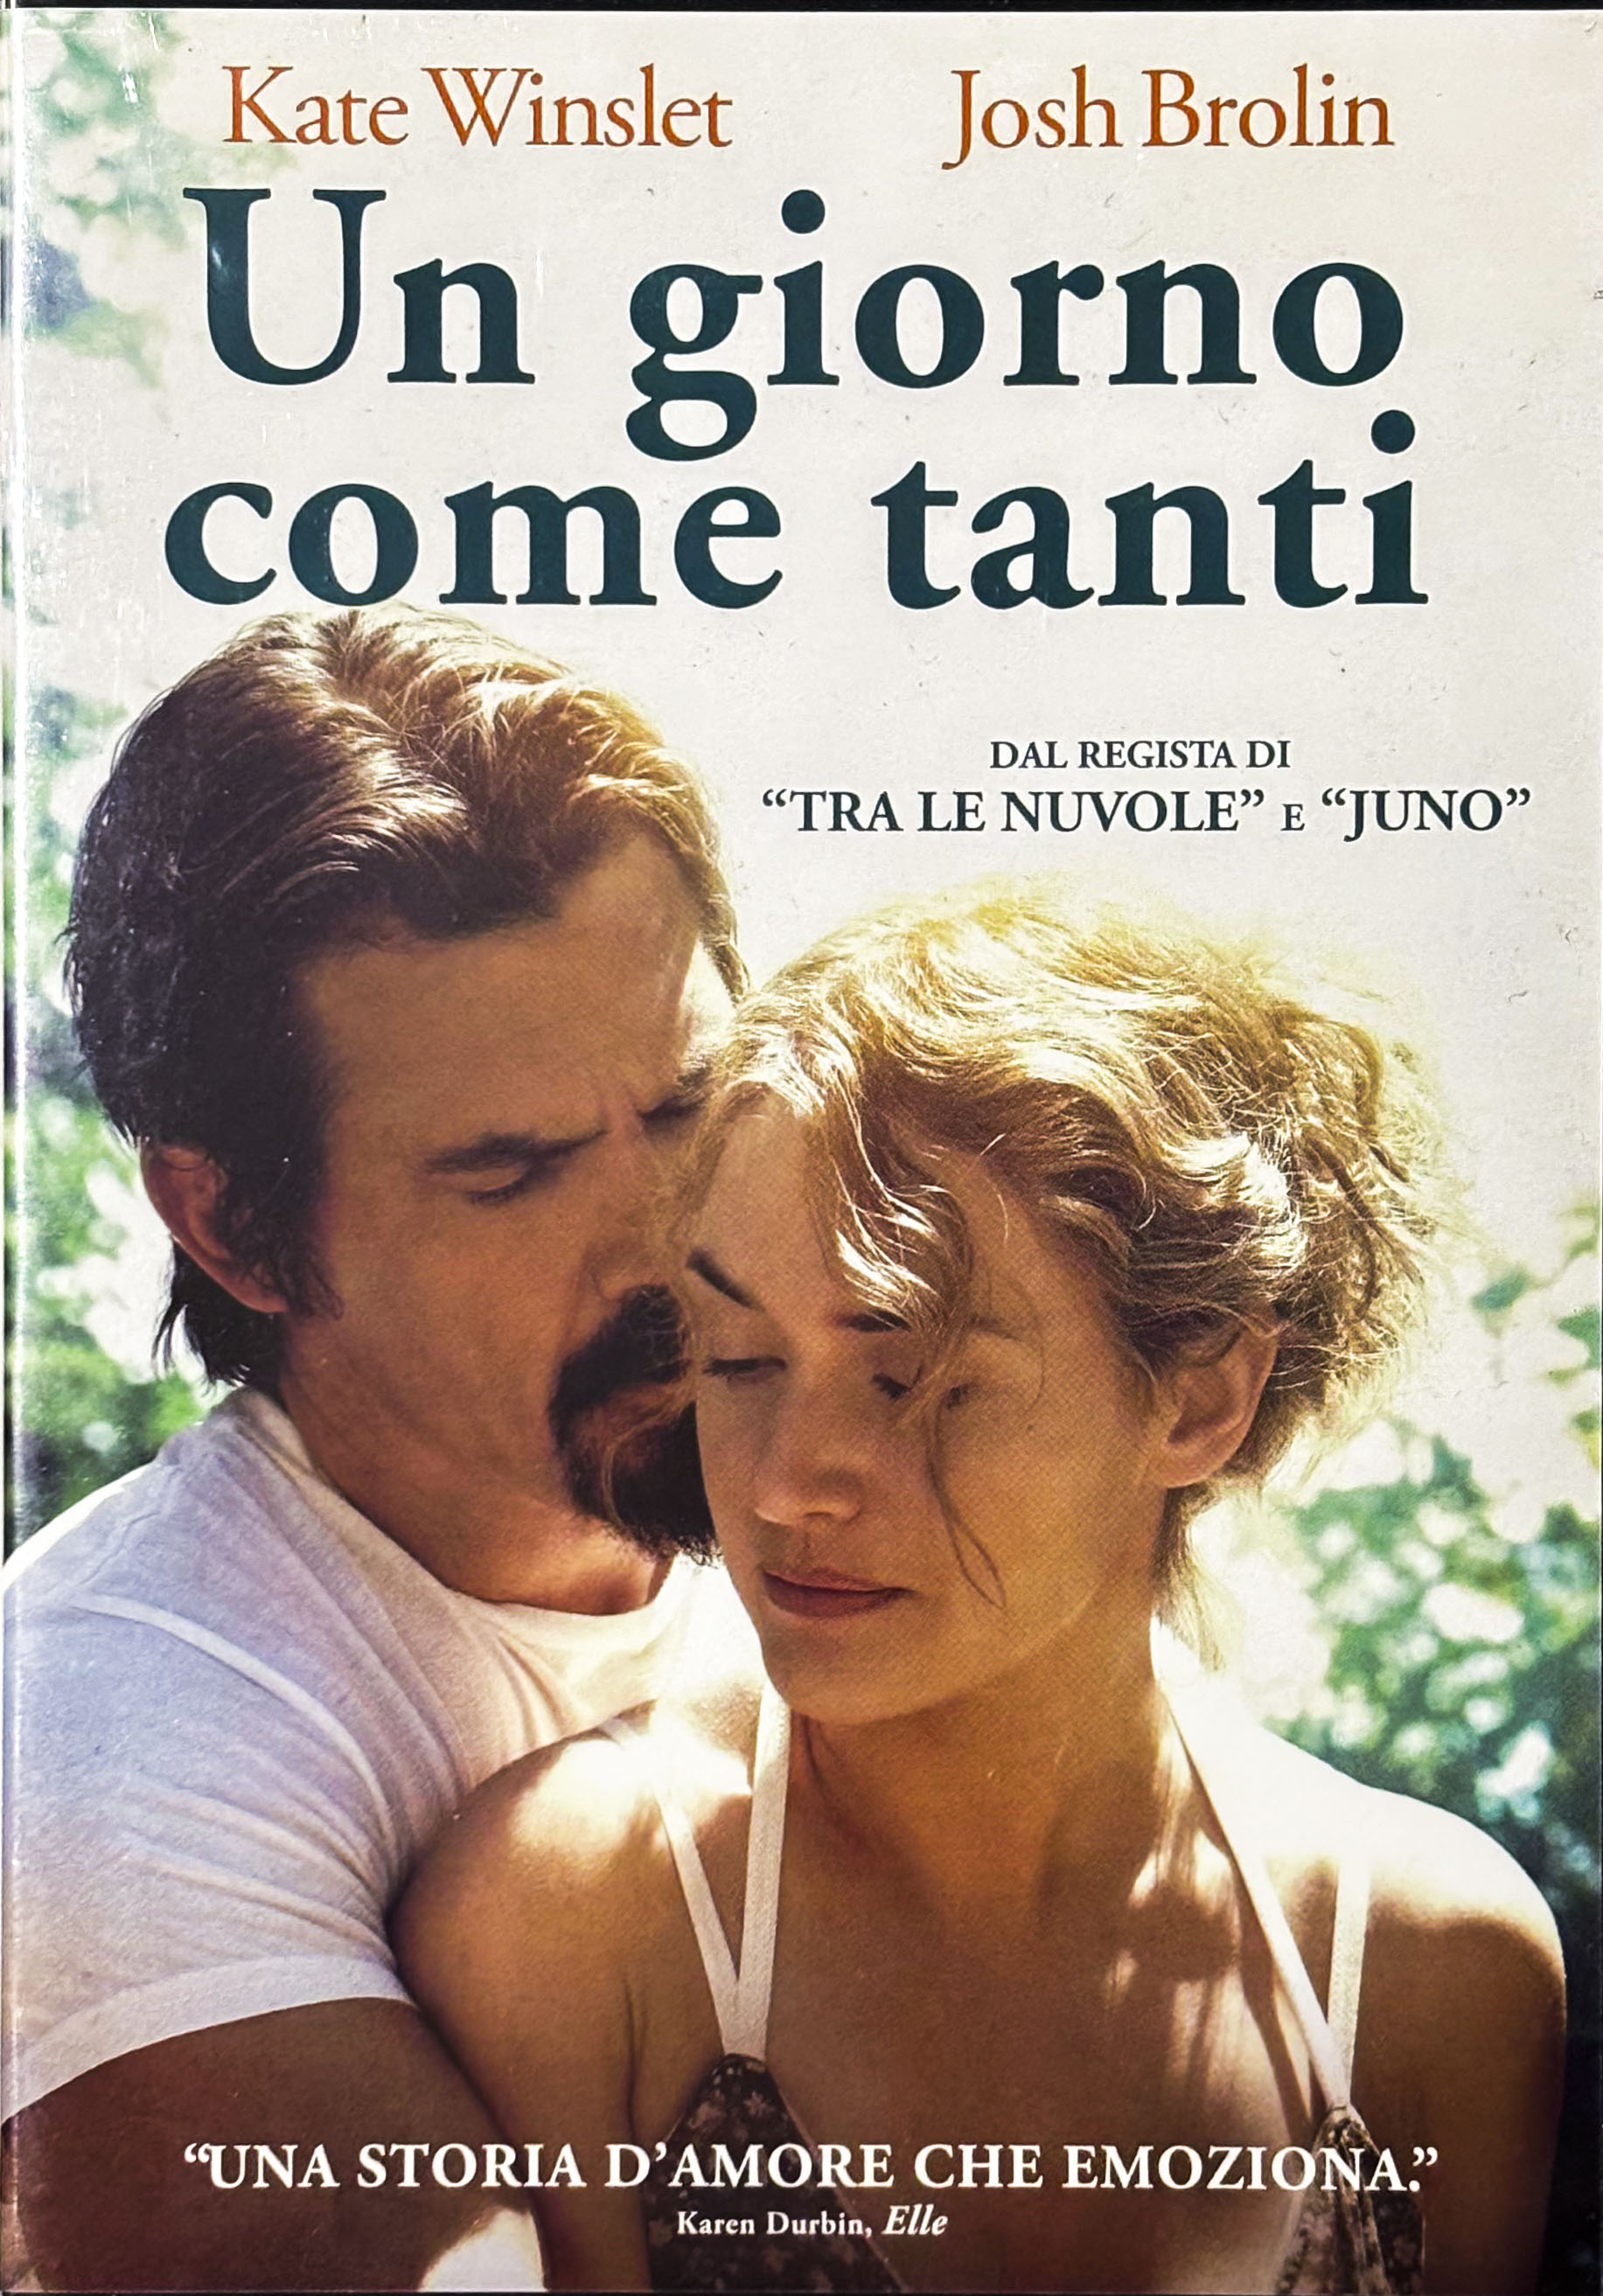 Kate Winslet Josh Brolin
Un giorno
come tanti
DAL REGISTA DI
“TRA LE NUVOLE” E “JUNO”
“UNA STORIA D’AMORE CHE EMOZIONA.”
Karen Durbin, Elle